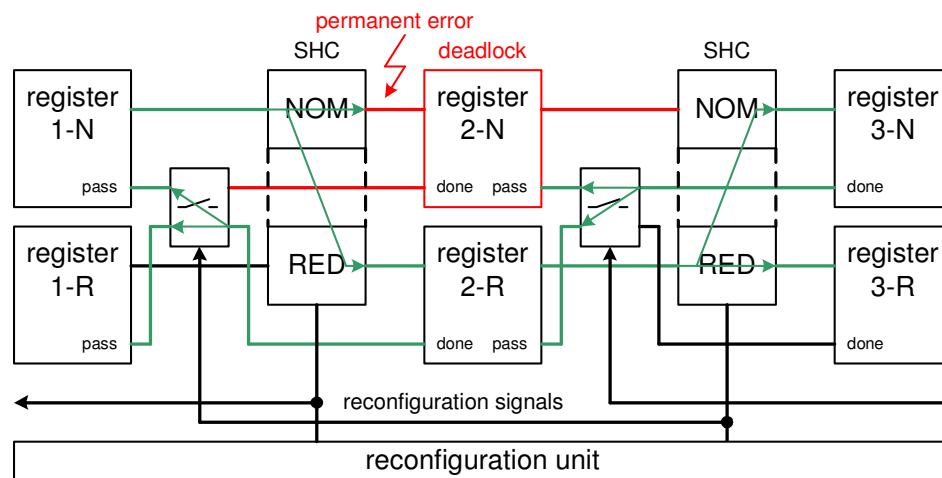 permanent error
SHC
deadlock
SHC
register
1-N
NOM
register
2-N
NOM
register
3-N
pass
done
pass
done
register
1-R
RED
register
2-R
RED
register
3-R
pass
done
pass
done
reconfiguration signals
reconfiguration unit